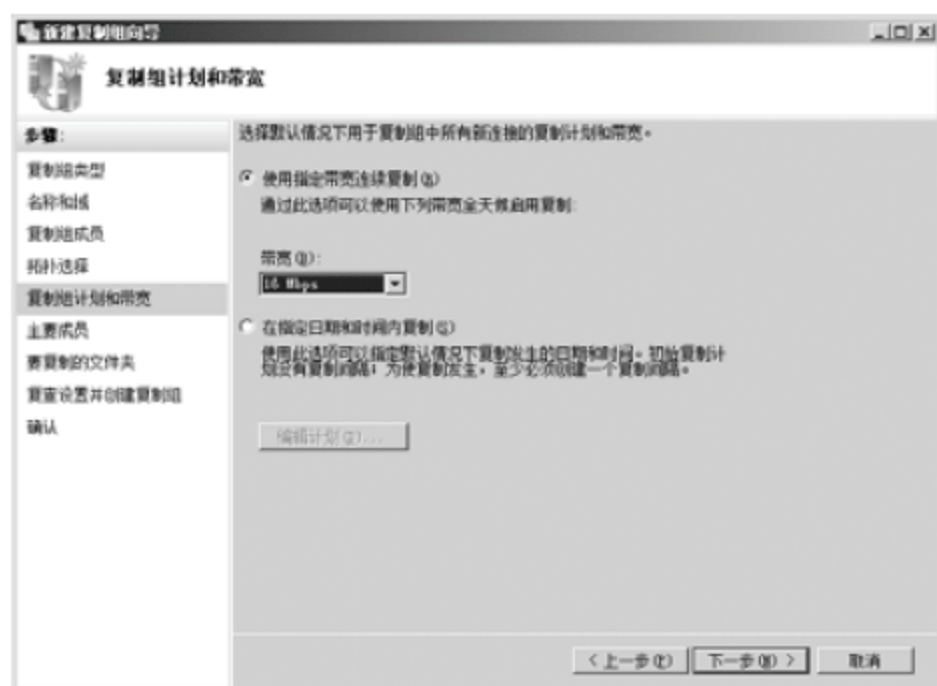 新建复制组向导
复制组计划和带宽
步骤:
复制组类型
名称和域
复制组成员
拓扑选择
复制组计划和带宽
主要成员
要复制的文件夹
复查设置并创建复制组
确认
选择默认情况下用于复制组中所有新连接的复制计划和带宽。
使用指定带宽连续复制(R)
通过此选项可以使用下列带宽全天候启用复制:
带宽(B):
16 Mbps
在指定日期和时间内复制(S)
使用此选项可以指定默认情况下复制发生的日期和时间。初始复制计
划没有复制间隔; 为使复制发生, 至少必须创建一个复制间隔。
编辑计划(E)...
< 上一步(P)
下一步(N) >
取消